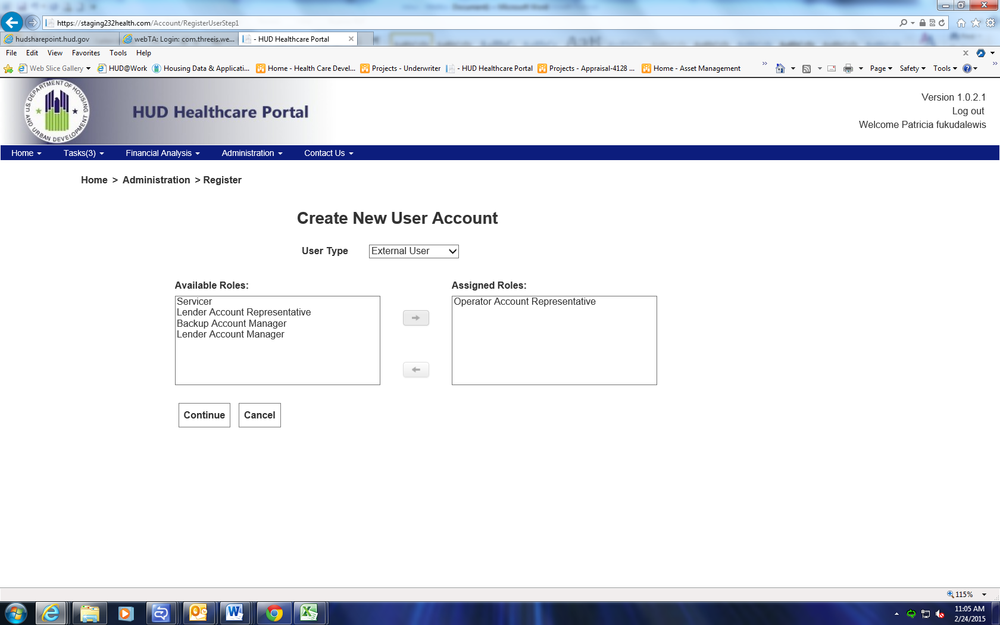 https://staging232health.com/Account/RegisterUserStep1
hudsharepoint.hud.gov
webTA: Login: com.threeis.we...
- HUD Healthcare Portal
File Edit View Favorites Tools Help
Web Slice Gallery
HUD@Work
Housing Data & Applicati...
Home - Health Care Devel...
Projects - Underwriter
- HUD Healthcare Portal
Projects - Appraisal-4128 ...
Home - Asset Management
Page Safety Tools
U.S. DEPARTMENT OF HOUSING
AND URBAN DEVELOPMENT
HUD Healthcare Portal
Version 1.0.2.1
Log out
Welcome Patricia fukudalewis
Home Tasks(3) Financial Analysis Administration Contact Us
Home > Administration > Register
Create New User Account
User Type External User
Available Roles:
Servicer
Lender Account Representative
Backup Account Manager
Lender Account Manager
Assigned Roles:
Operator Account Representative
Continue Cancel
115%
11:05 AM
2/24/2015